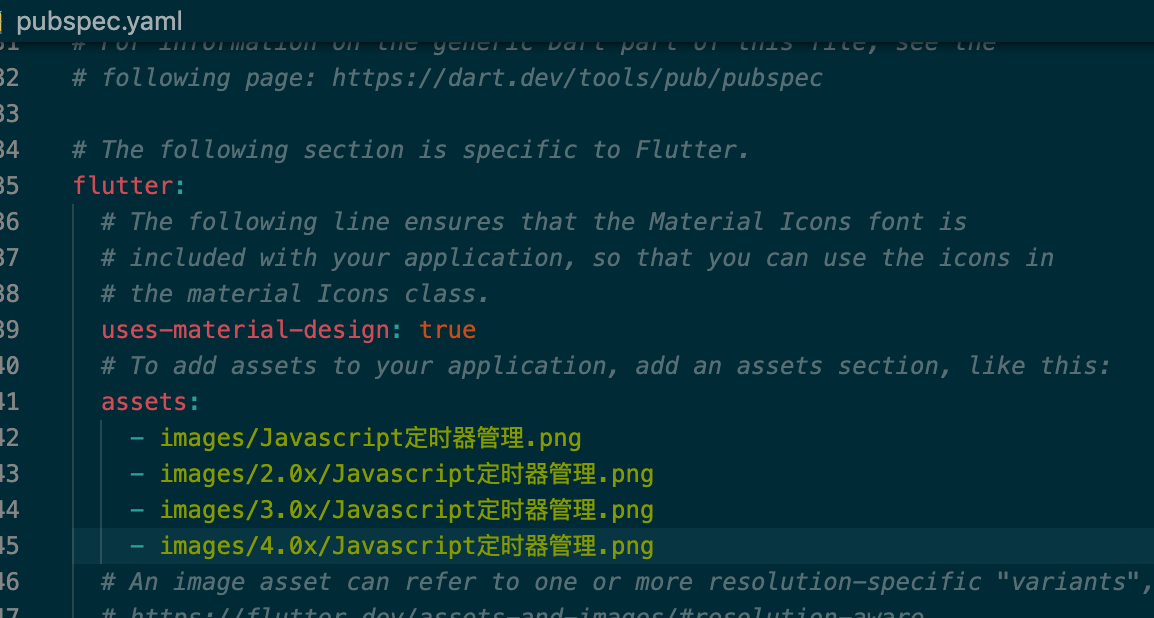 pubspec.yaml
31 # For information on the generic Dart part of this file, see the
32 # following page: https://dart.dev/tools/pub/pubspec
33
34 # The following section is specific to Flutter.
35 flutter:
36 # The following line ensures that the Material Icons font is
37 # included with your application, so that you can use the icons in
38 # the material Icons class.
39 uses-material-design: true
40 # To add assets to your application, add an assets section, like this:
41 assets:
42 - images/Javascript定时器管理.png
43 - images/2.0x/Javascript定时器管理.png
44 - images/3.0x/Javascript定时器管理.png
45 - images/4.0x/Javascript定时器管理.png
46 # An image asset can refer to one or more resolution-specific "variants",
47 # https://flutter.dev/assets-and-images/#resolution-aware